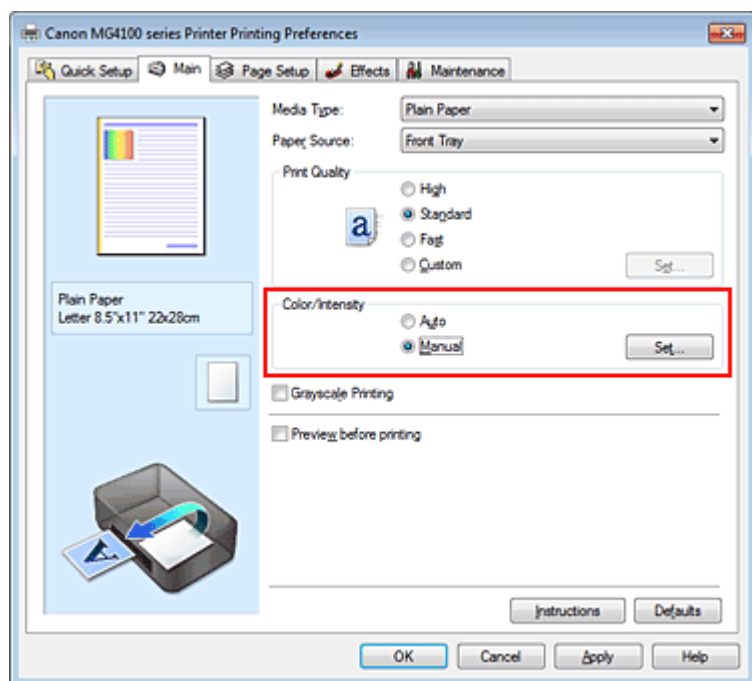 Canon MG4100 series Printer Printing Preferences
Quick Setup Main Page Setup Effects Maintenance
Media Type: Plain Paper
Paper Source: Front Tray
Print Quality
High
a Standard
Fast
Custom Set...
Plain Paper
Letter 8.5"x11" 22x28cm
Color/Intensity
Auto
Manual Set...
Grayscale Printing
Preview before printing
A
Instructions Defaults
OK Cancel Apply Help